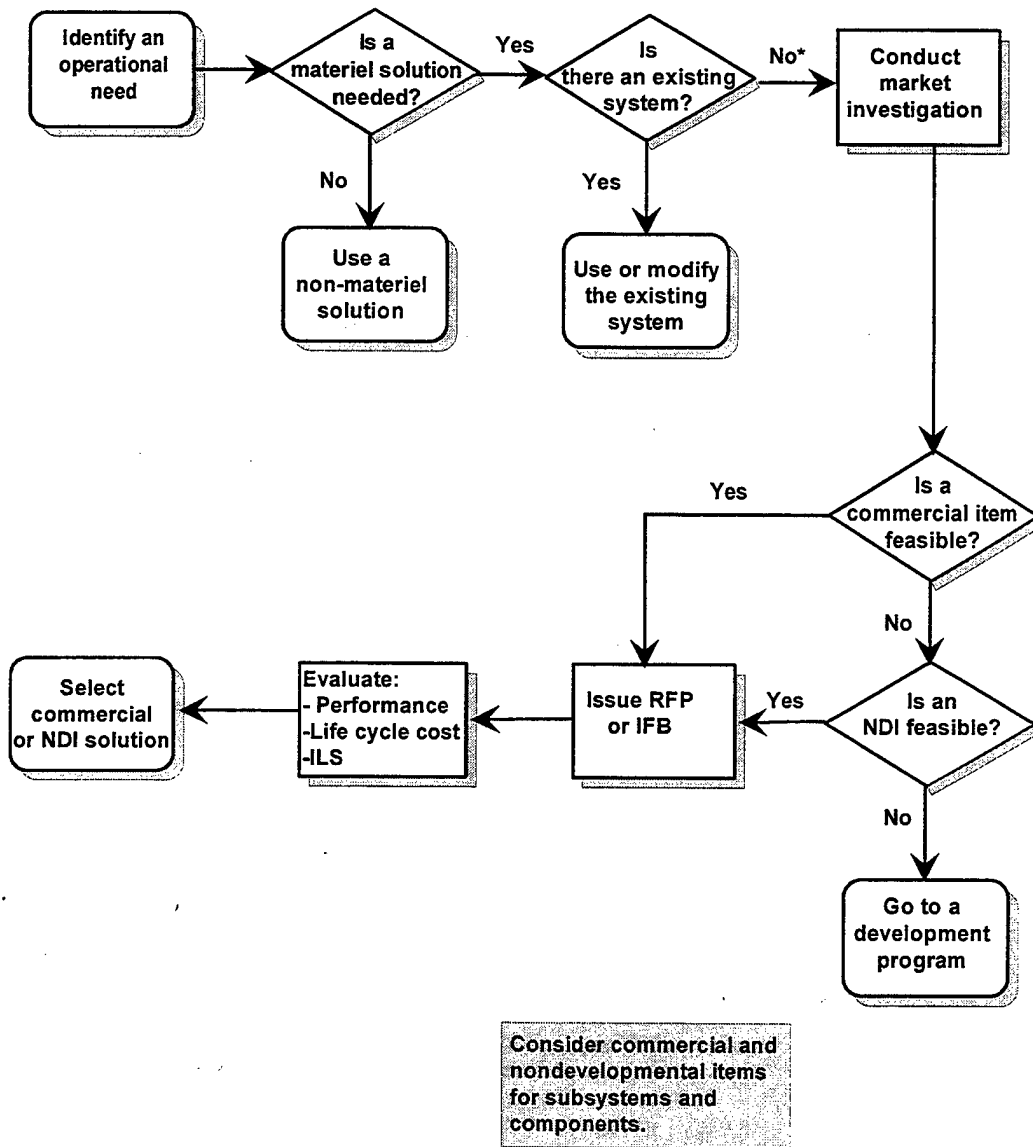 Identify an
operational
need
Is a
materiel solution
needed?
Yes
Is
there an existing
system?
No*
Conduct
market
investigation
No
Yes
Use a
non-materiel
solution
Use or modify
the existing
system
Yes
Is a
commercial item
feasible?
No
Select
commercial
or NDI solution
Evaluate:
- Performance
-Life cycle cost
-ILS
Issue RFP
or IFB
Yes
Is an
NDI feasible?
No
Go to a
development
program
Consider commercial and
nondevelopmental items
for subsystems and
components.